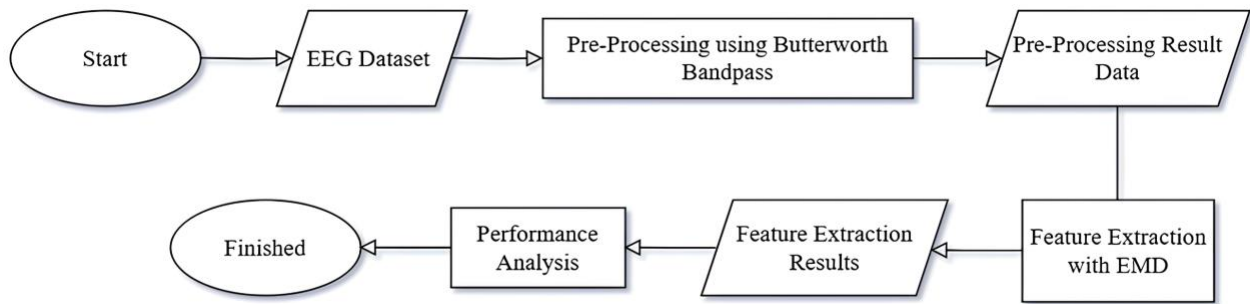 Start
EEG Dataset
Pre-Processing using Butterworth
Bandpass
Pre-Processing Result
Data
Feature Extraction
with EMD
Feature Extraction
Results
Performance
Analysis
Finished